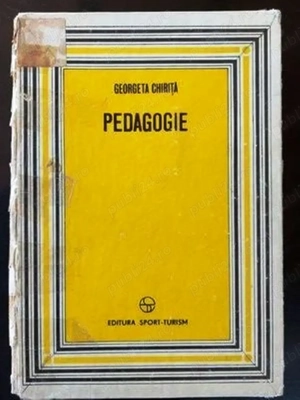 GEORGETA CHIRIȚĂ
PEDAGOGIE
EDITURA SPORT-TURISM